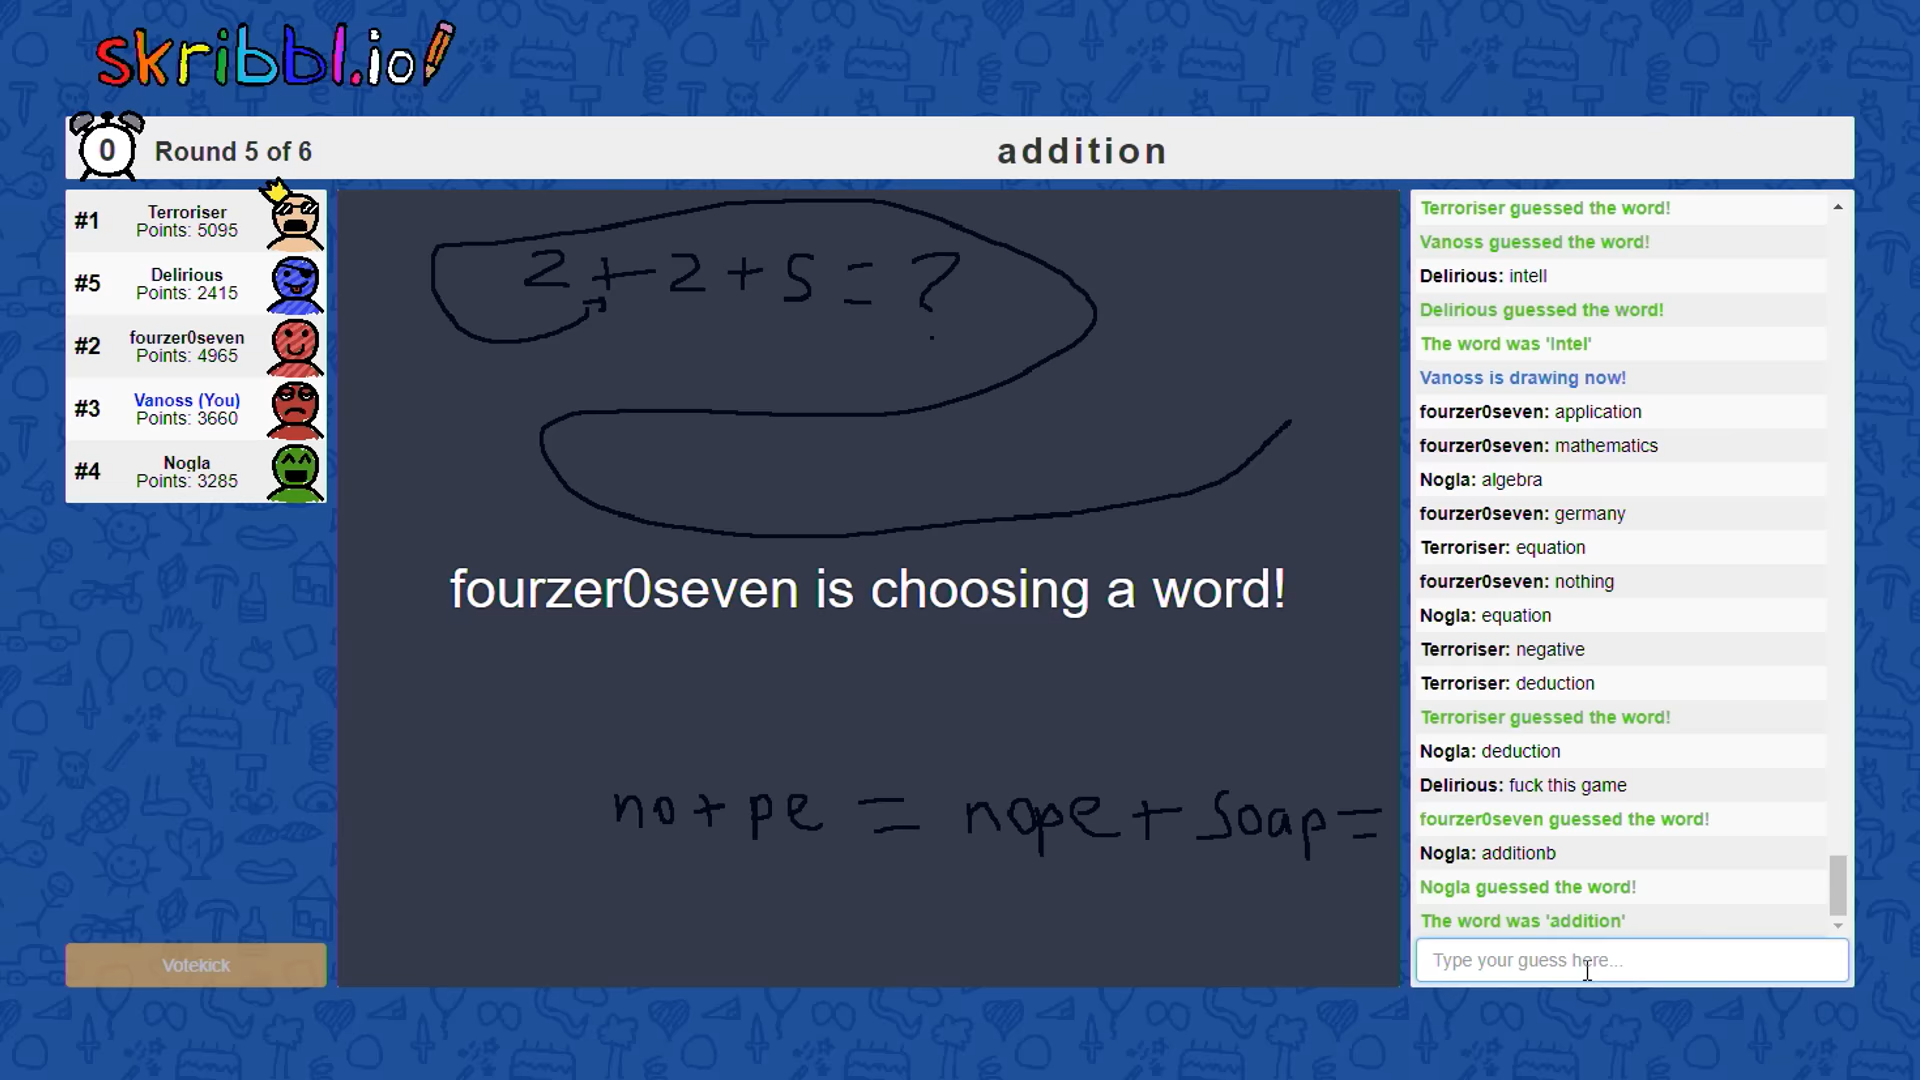 skribbl.io
0
Round 5 of 6
addition
#1
Terroriser
Points: 5095
#5
Delirious
Points: 2415
#2
fourzer0seven
Points: 4965
#3
Vanoss (You)
Points: 3660
#4
Nogla
Points: 3285
Votekick
2 + 2 + 5 = ?
fourzer0seven is choosing a word!
no + pe = nope + soap =
Terroriser guessed the word!
Vanoss guessed the word!
Delirious: intell
Delirious guessed the word!
The word was 'Intel'
Vanoss is drawing now!
fourzer0seven: application
fourzer0seven: mathematics
Nogla: algebra
fourzer0seven: germany
Terroriser: equation
fourzer0seven: nothing
Nogla: equation
Terroriser: negative
Terroriser: deduction
Terroriser guessed the word!
Nogla: deduction
Delirious: fuck this game
fourzer0seven guessed the word!
Nogla: additionb
Nogla guessed the word!
The word was 'addition'
Type your guess here...